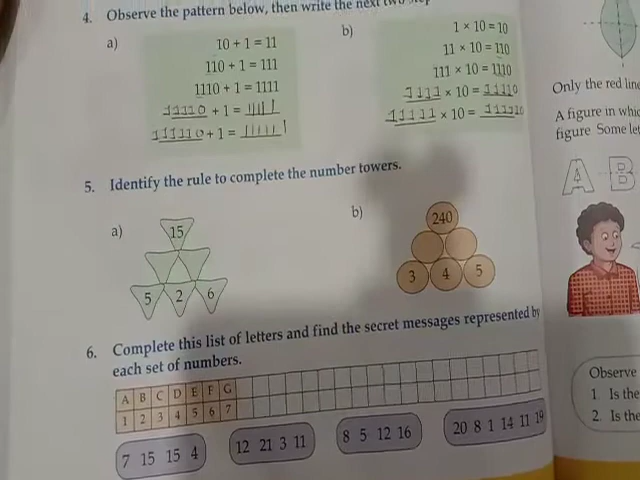 4. Observe the pattern below, then write the next two
a)
10 + 1 = 11
110 + 1 = 111
1110 + 1 = 1111
11110 + 1 = 11111
111110 + 1 = 111111
b)
1 × 10 = 10
11 × 10 = 110
111 × 10 = 1110
1111 × 10 = 11110
11111 × 10 = 111110
5. Identify the rule to complete the number towers.
a)
15
5 2 6
b)
240
3 4 5
6. Complete this list of letters and find the secret messages represented by
each set of numbers.
A B C D E F G
1 2 3 4 5 6 7
7 15 15 4
12 21 3 11
8 5 12 16
20 8 1 14 11 19
Only the red line
A figure in
figure Some
A B
Observe
1 Is the
2. Is the